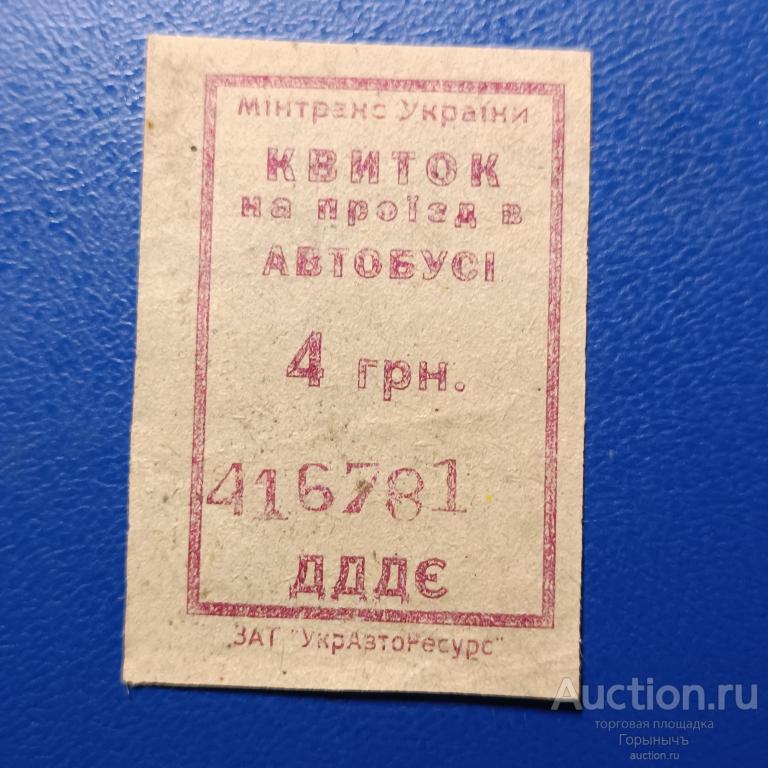 Мінтранс України
КВИТОК
на проїзд в
АВТОБУСІ
4 грн.
416781
ДДДЄ
ЗАТ "УкрАвтоРесурс"
Auction.ru
торговая площадка
Горынычъ
auction.ru